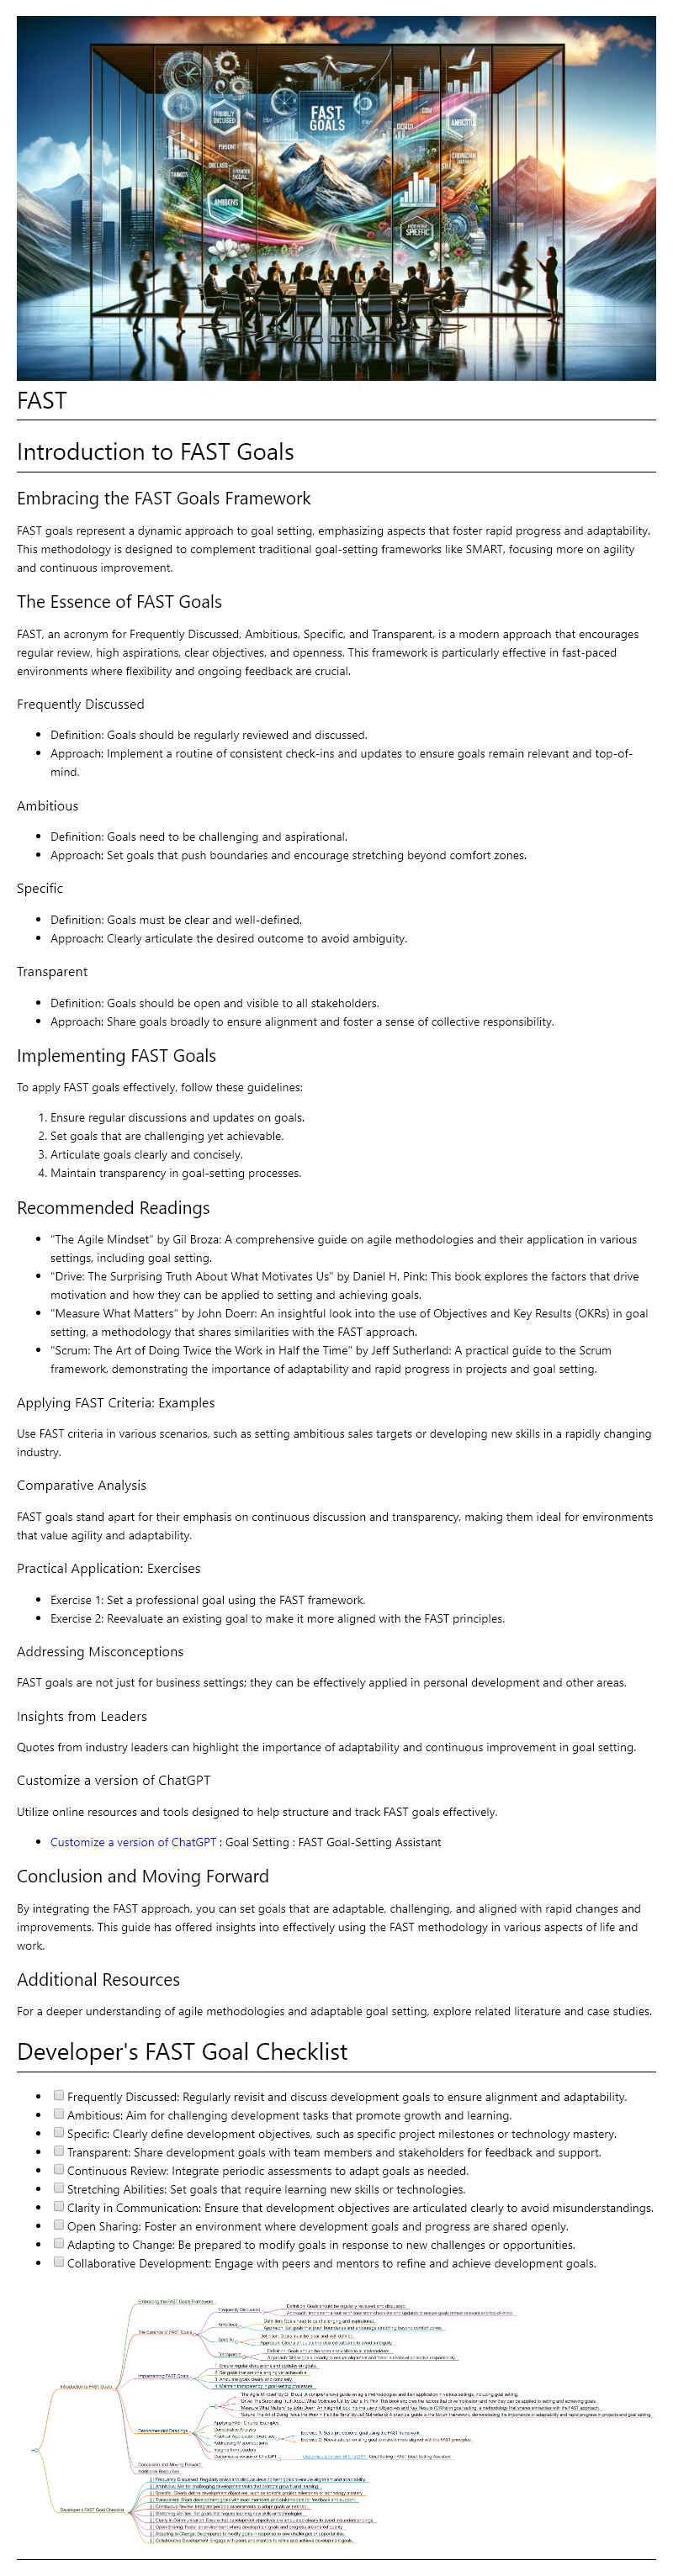 FAST
GOALS
FAST
Introduction to FAST Goals
Embracing the FAST Goals Framework
FAST goals represent a dynamic approach to goal setting, emphasizing aspects that foster rapid progress and adaptability.
This methodology is designed to complement traditional goal-setting frameworks like SMART, focusing more on agility
and continuous improvement.
The Essence of FAST Goals
FAST, an acronym for Frequently Discussed, Ambitious, Specific, and Transparent, is a modern approach that encourages
regular review, high aspirations, clear objectives, and openness. This framework is particularly effective in fast-paced
environments where flexibility and ongoing feedback are crucial.
Frequently Discussed
• Definition: Goals should be regularly reviewed and discussed.
• Approach: Implement a routine of consistent check-ins and updates to ensure goals remain relevant and top-of-
mind.
Ambitious
• Definition: Goals need to be challenging and aspirational.
• Approach: Set goals that push boundaries and encourage stretching beyond comfort zones.
Specific
• Definition: Goals must be clear and well-defined.
• Approach: Clearly articulate the desired outcome to avoid ambiguity.
Transparent
• Definition: Goals should be open and visible to all stakeholders.
• Approach: Share goals broadly to ensure alignment and foster a sense of collective responsibility.
Implementing FAST Goals
To apply FAST goals effectively, follow these guidelines:
1. Ensure regular discussions and updates on goals.
2. Set goals that are challenging yet achievable.
3. Articulate goals clearly and concisely.
4. Maintain transparency in goal-setting processes.
Recommended Readings
• "The Agile Mindset" by Gil Broza: A comprehensive guide on agile methodologies and their application in various
settings, including goal setting.
• "Drive: The Surprising Truth About What Motivates Us" by Daniel H. Pink: This book explores the factors that drive
motivation and how they can be applied to setting and achieving goals.
• "Measure What Matters" by John Doerr: An insightful look into the use of Objectives and Key Results (OKRs) in goal
setting, a methodology that shares similarities with the FAST approach.
• "Scrum: The Art of Doing Twice the Work in Half the Time" by Jeff Sutherland: A practical guide to the Scrum
framework, demonstrating the importance of adaptability and rapid progress in projects and goal setting.
Applying FAST Criteria: Examples
Use FAST criteria in various scenarios, such as setting ambitious sales targets or developing new skills in a rapidly changing
industry.
Comparative Analysis
FAST goals stand apart for their emphasis on continuous discussion and transparency, making them ideal for environments
that value agility and adaptability.
Practical Application: Exercises
• Exercise 1: Set a professional goal using the FAST framework.
• Exercise 2: Reevaluate an existing goal to make it more aligned with the FAST principles.
Addressing Misconceptions
FAST goals are not just for business settings; they can be effectively applied in personal development and other areas.
Insights from Leaders
Quotes from industry leaders can highlight the importance of adaptability and continuous improvement in goal setting.
Customize a version of ChatGPT
Utilize online resources and tools designed to help structure and track FAST goals effectively.
• Customize a version of ChatGPT : Goal Setting : FAST Goal-Setting Assistant
Conclusion and Moving Forward
By integrating the FAST approach, you can set goals that are adaptable, challenging, and aligned with rapid changes and
improvements. This guide has offered insights into effectively using the FAST methodology in various aspects of life and
work.
Additional Resources
For a deeper understanding of agile methodologies and adaptable goal setting, explore related literature and case studies.
Developer's FAST Goal Checklist
• Frequently Discussed: Regularly revisit and discuss development goals to ensure alignment and adaptability.
• Ambitious: Aim for challenging development tasks that promote growth and learning.
• Specific: Clearly define development objectives, such as specific project milestones or technology mastery.
• Transparent: Share development goals with team members and stakeholders for feedback and support.
• Continuous Review: Integrate periodic assessments to adapt goals as needed.
• Stretching Abilities: Set goals that require learning new skills or technologies.
• Clarity in Communication: Ensure that development objectives are articulated clearly to avoid misunderstandings.
• Open Sharing: Foster an environment where development goals and progress are shared openly.
• Adapting to Change: Be prepared to modify goals in response to new challenges or opportunities.
• Collaborative Development: Engage with peers and mentors to refine and achieve development goals.
Embracing the FAST Goals Framework
Frequently Discussed
The Essence of FAST Goals
Ambitious
Specific
Transparent
Implementing FAST Goals
Introduction to FAST Goals
Recommended Readings
Conclusion and Moving Forward
Additional Resources
Developer's FAST Goal Checklist